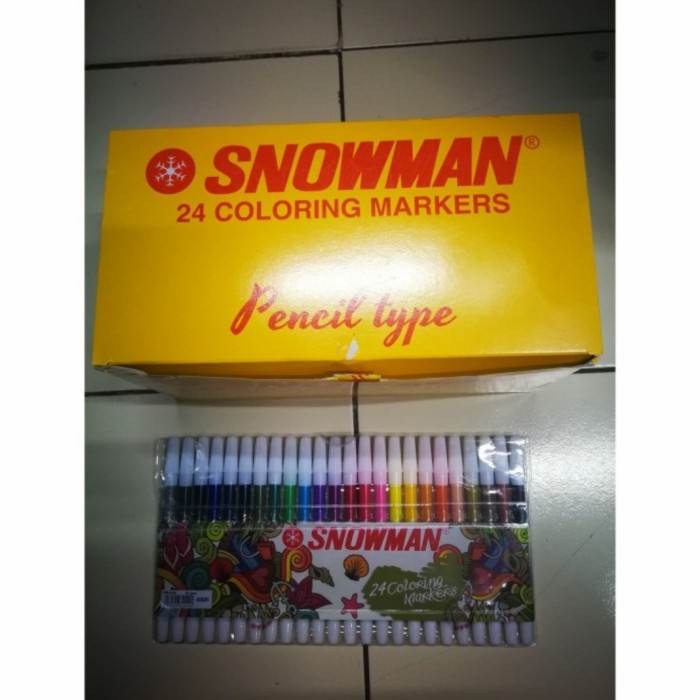 SNOWMAN®
24 COLORING MARKERS
Pencil type
SNOWMAN
24 Coloring
Markers